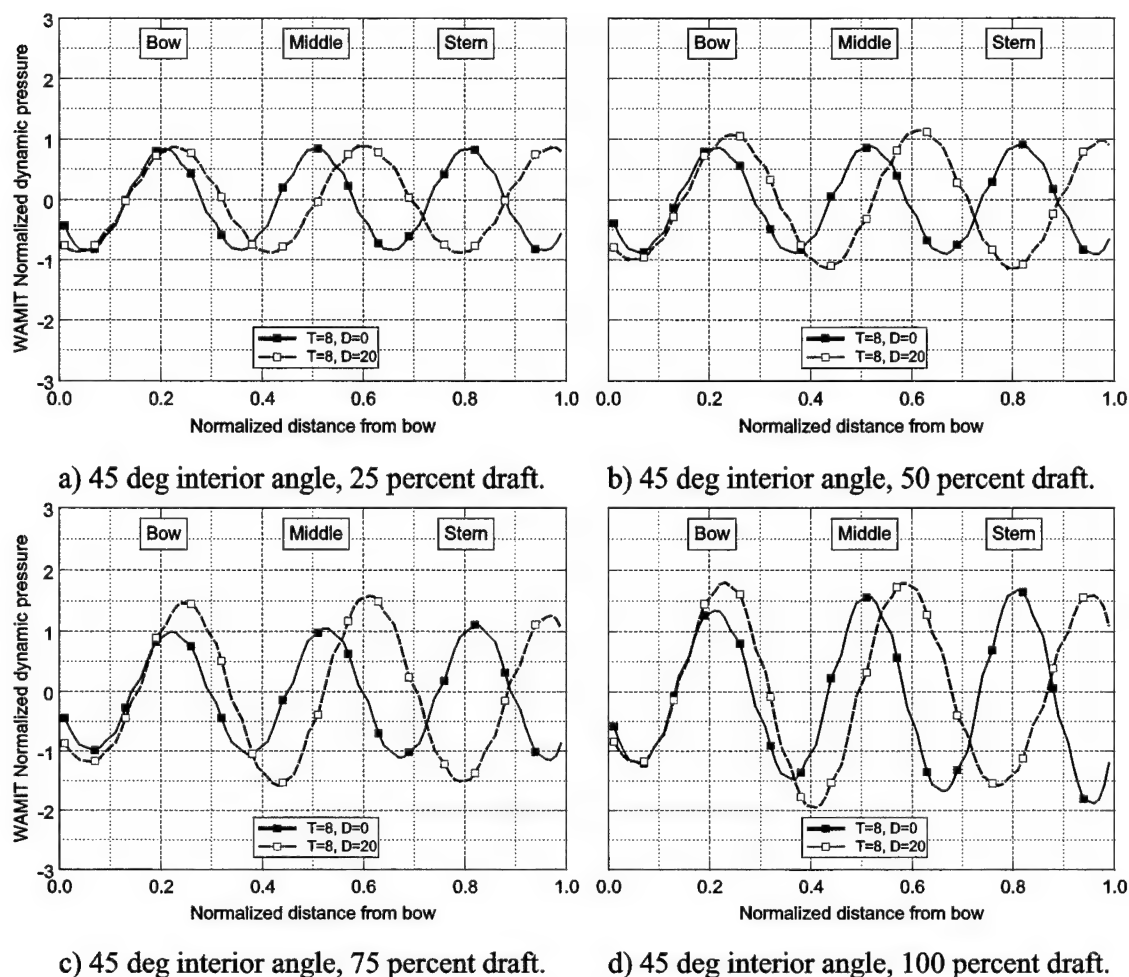 3
2
1
0
-1
-2
-3
WAMIT Normalized dynamic pressure
Bow
Middle
Stern
T=8, D=0
T=8, D=20
0.0 0.2 0.4 0.6 0.8 1.0
Normalized distance from bow
a) 45 deg interior angle, 25 percent draft.
Bow
Middle
Stern
T=8, D=0
T=8, D=20
0.0 0.2 0.4 0.6 0.8 1.0
Normalized distance from bow
b) 45 deg interior angle, 50 percent draft.
3
2
1
0
-1
-2
-3
WAMIT Normalized dynamic pressure
Bow
Middle
Stern
T=8, D=0
T=8, D=20
0.0 0.2 0.4 0.6 0.8 1.0
Normalized distance from bow
c) 45 deg interior angle, 75 percent draft.
Bow
Middle
Stern
T=8, D=0
T=8, D=20
0.0 0.2 0.4 0.6 0.8 1.0
Normalized distance from bow
d) 45 deg interior angle, 100 percent draft.